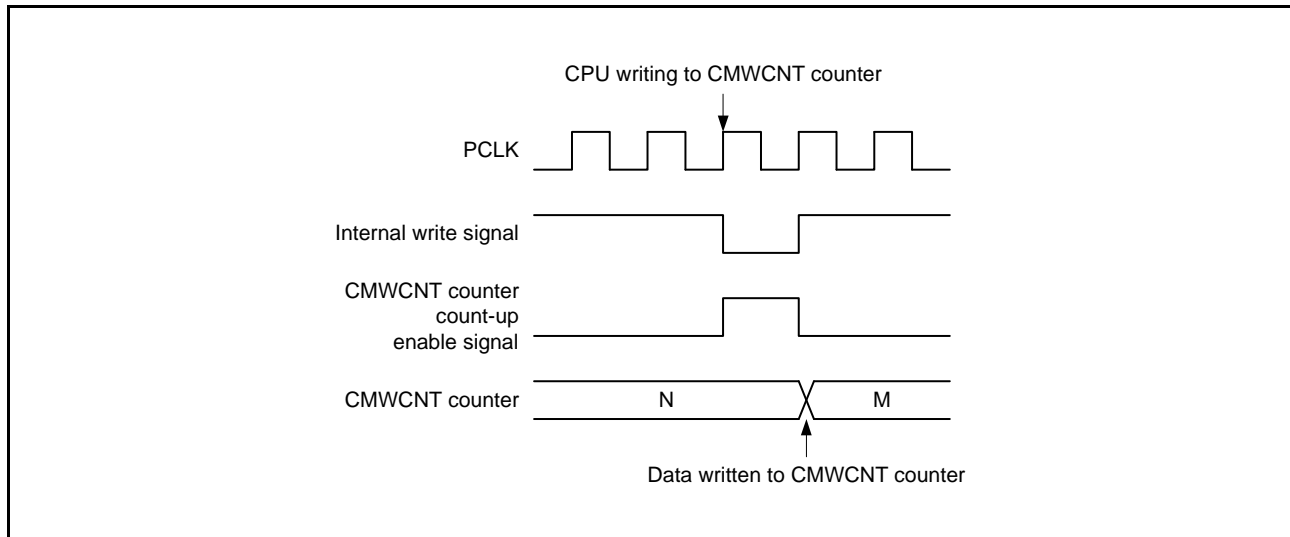 CPU writing to CMWCNT counter
PCLK
Internal write signal
CMWCNT counter
count-up
enable signal
CMWCNT counter
N
M
Data written to CMWCNT counter